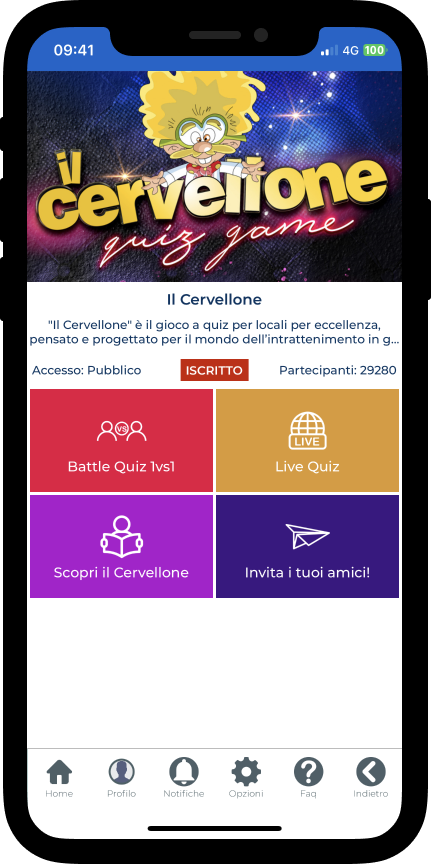 09:41
4G 100
il
cervellone
quiz game
Il Cervellone
"Il Cervellone" è il gioco a quiz per locali per eccellenza,
pensato e progettato per il mondo dell'intrattenimento in g...
Accesso: Pubblico ISCRITTO Partecipanti: 29280
VS LIVE
Battle Quiz 1vs1 Live Quiz
Scopri il Cervellone Invita i tuoi amici!
Home Profilo Notifiche Opzioni Faq Indietro